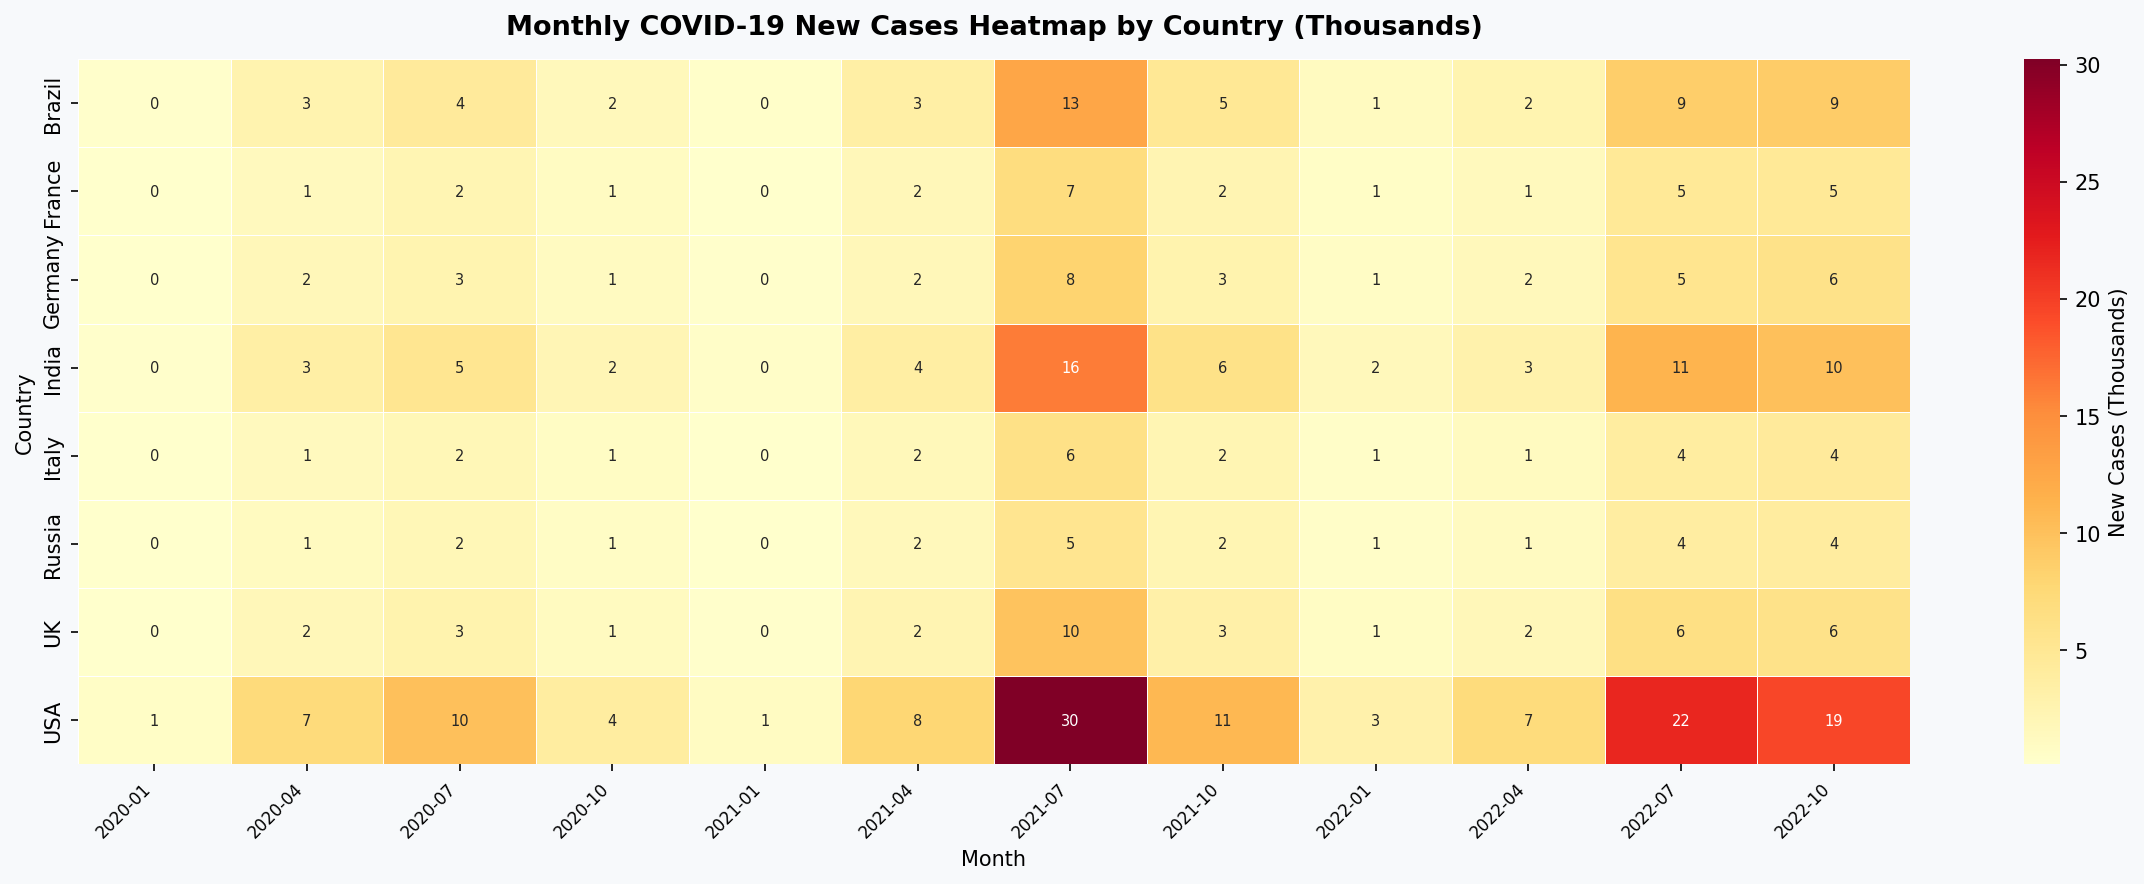 Monthly COVID-19 New Cases Heatmap by Country (Thousands)
Country
Brazil 0 3 4 2 0 3 13 5 1 2 9 9
France 0 1 2 1 0 2 7 2 1 1 5 5
Germany 0 2 3 1 0 2 8 3 1 2 5 6
India 0 3 5 2 0 4 16 6 2 3 11 10
Italy 0 1 2 1 0 2 6 2 1 1 4 4
Russia 0 1 2 1 0 2 5 2 1 1 4 4
UK 0 2 3 1 0 2 10 3 1 2 6 6
USA 1 7 10 4 1 8 30 11 3 7 22 19
2020-01 2020-04 2020-07 2020-10 2021-01 2021-04 2021-07 2021-10 2022-01 2022-04 2022-07 2022-10
Month
30
25
20
15
10
5
New Cases (Thousands)